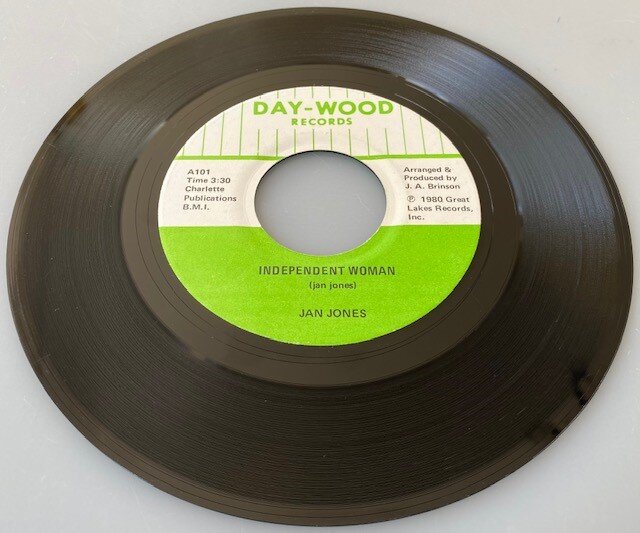 DAY-WOOD
RECORDS
A101
Time 3:30
Charlette
Publications
B.M.I.
Arranged &
Produced by
J. A. Brinson
℗ 1980 Great
Lakes Records,
Inc.
INDEPENDENT WOMAN
(jan jones)
JAN JONES